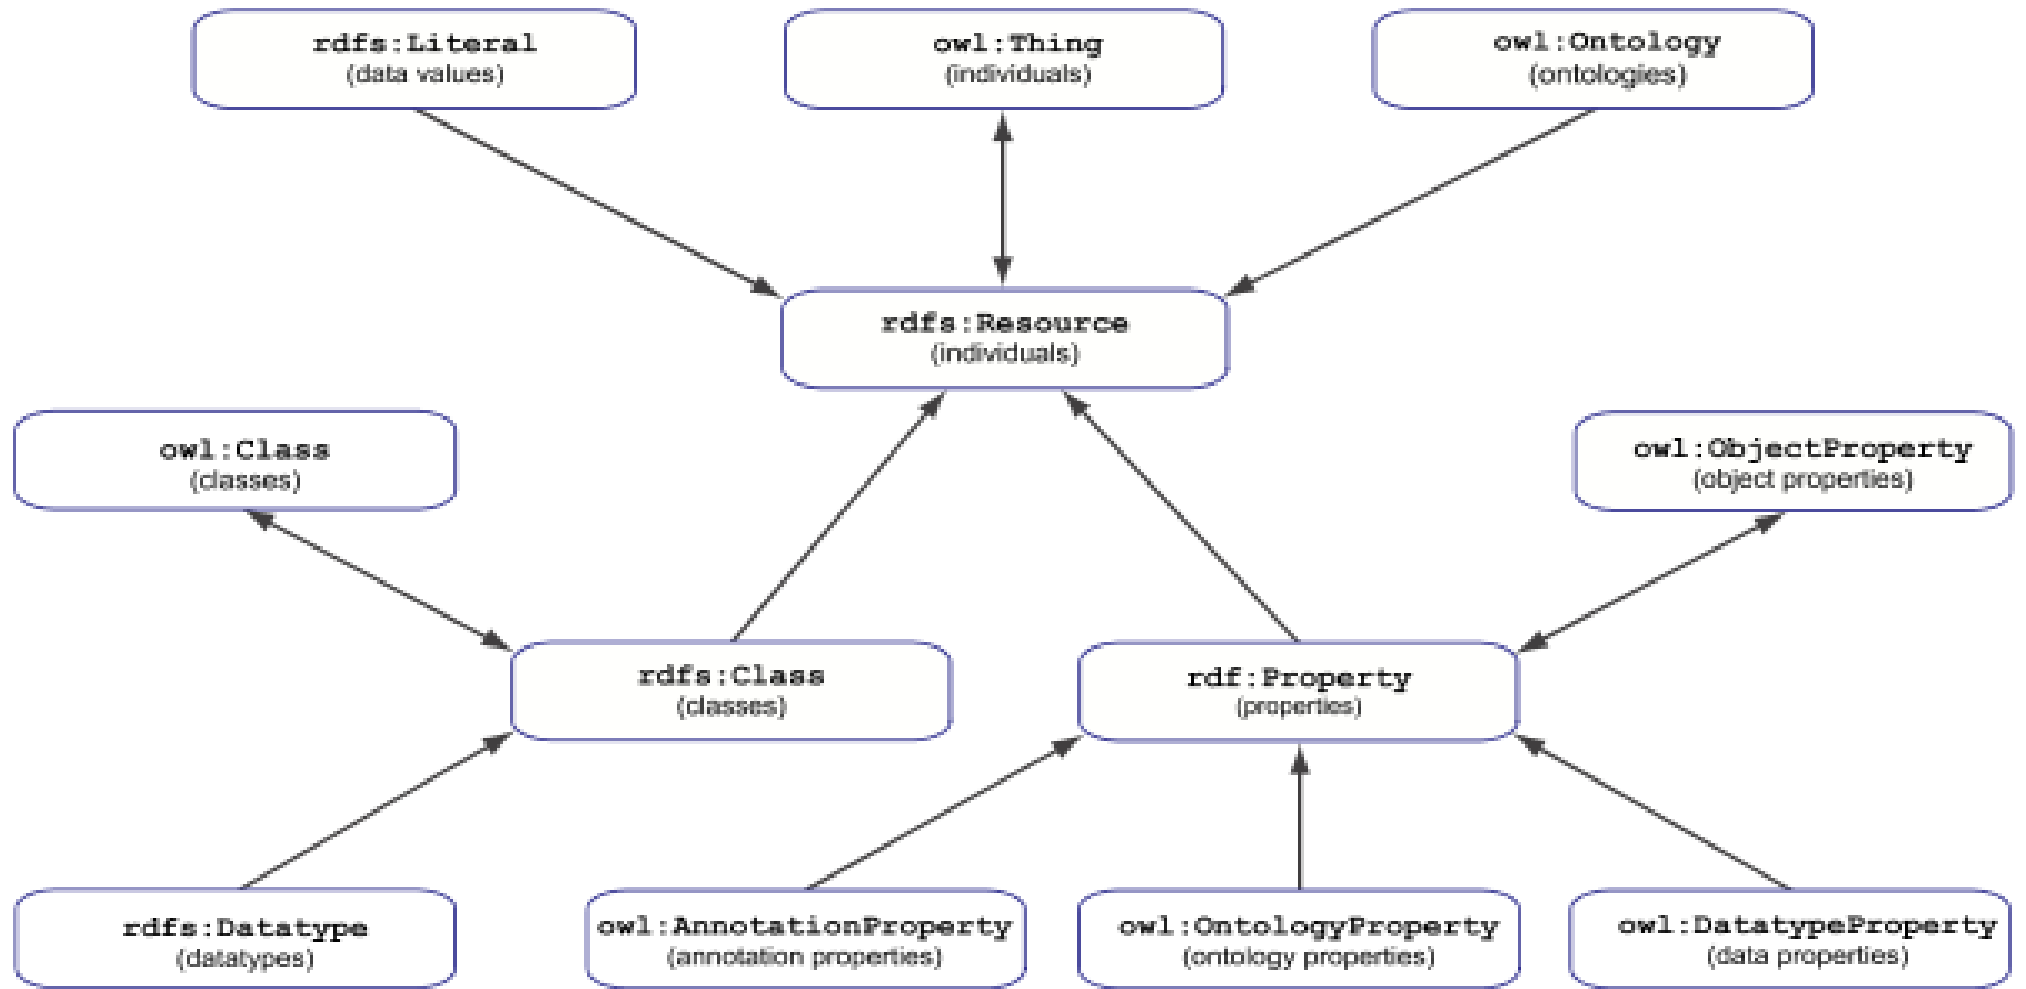 rdfs:Literal
(data values)
owl:Thing
(individuals)
owl:Ontology
(ontologies)
rdfs:Resource
(individuals)
owl:Class
(classes)
owl:ObjectProperty
(object properties)
rdfs:Class
(classes)
rdf:Property
(properties)
rdfs:Datatype
(datatypes)
owl:AnnotationProperty
(annotation properties)
owl:OntologyProperty
(ontology properties)
owl:DatatypeProperty
(data properties)